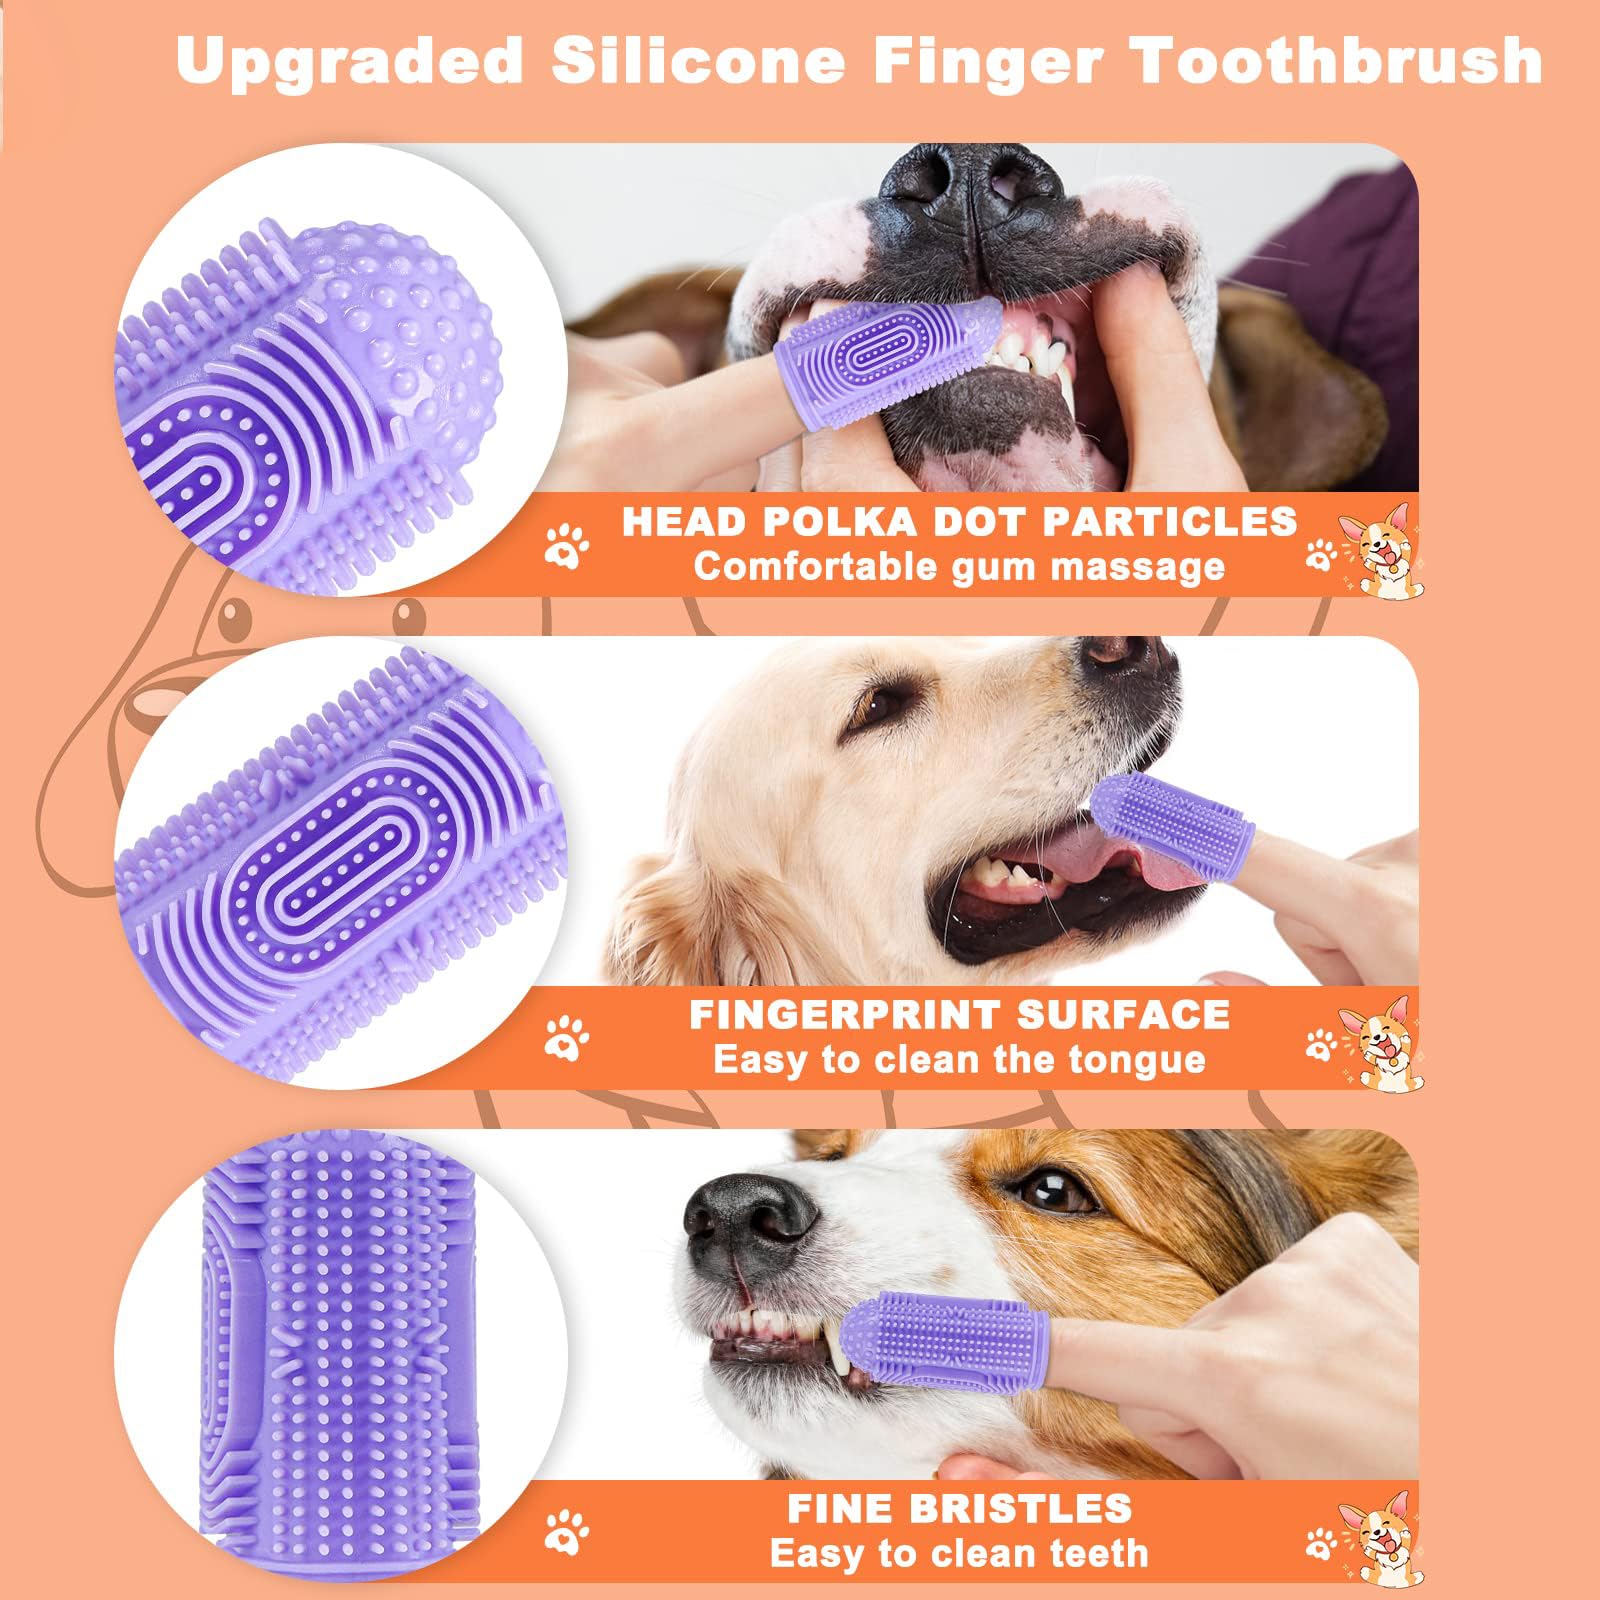 Upgraded Silicone Finger Toothbrush
HEAD POLKA DOT PARTICLES
Comfortable gum massage
FINGERPRINT SURFACE
Easy to clean the tongue
FINE BRISTLES
Easy to clean teeth